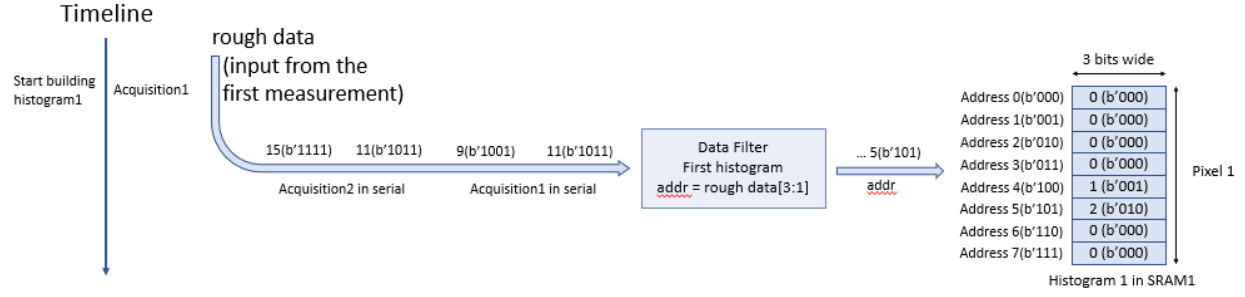 Timeline
rough data
(input from the
first measurement)
Start building
histogram1
Acquisition1
15(b'1111)
11(b'1011)
9(b'1001)
11(b'1011)
Acquisition2 in serial
Acquisition1 in serial
Data Filter
First histogram
addr = rough data[3:1]
... 5(b'101)
addr
3 bits wide
Address 0(b'000) 0 (b'000)
Address 1(b'001) 0 (b'000)
Address 2(b'010) 0 (b'000)
Address 3(b'011) 0 (b'000)
Address 4(b'100) 1 (b'001)
Address 5(b'101) 2 (b'010)
Address 6(b'110) 0 (b'000)
Address 7(b'111) 0 (b'000)
Pixel 1
Histogram 1 in SRAM1